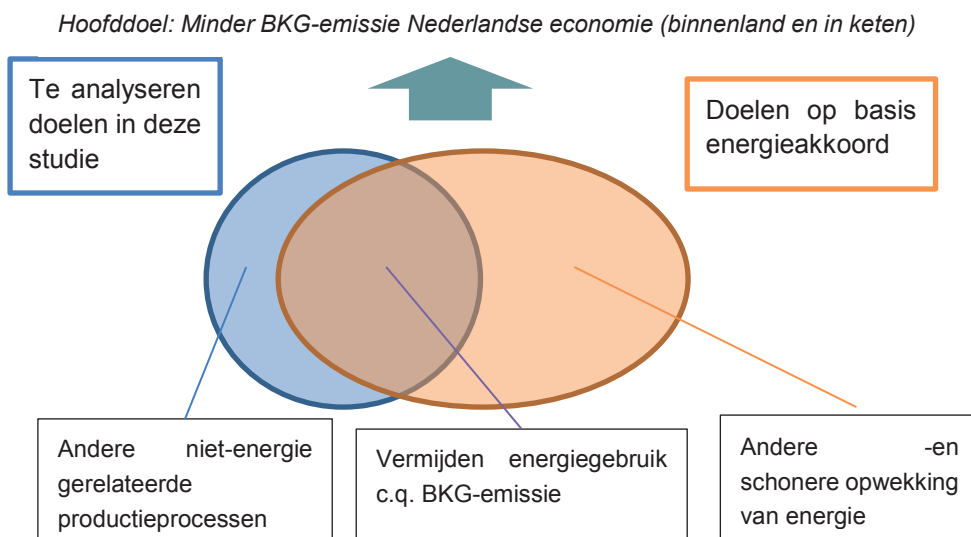 Hoofddoel: Minder BKG-emissie Nederlandse economie (binnenland en in keten)
Te analyseren
doelen in deze
studie
Doelen op basis
energieakkoord
Andere niet-energie
gerelateerde
productieprocessen
Vermijden energiegebruik
c.q. BKG-emissie
Andere -en
schonere opwekking
van energie